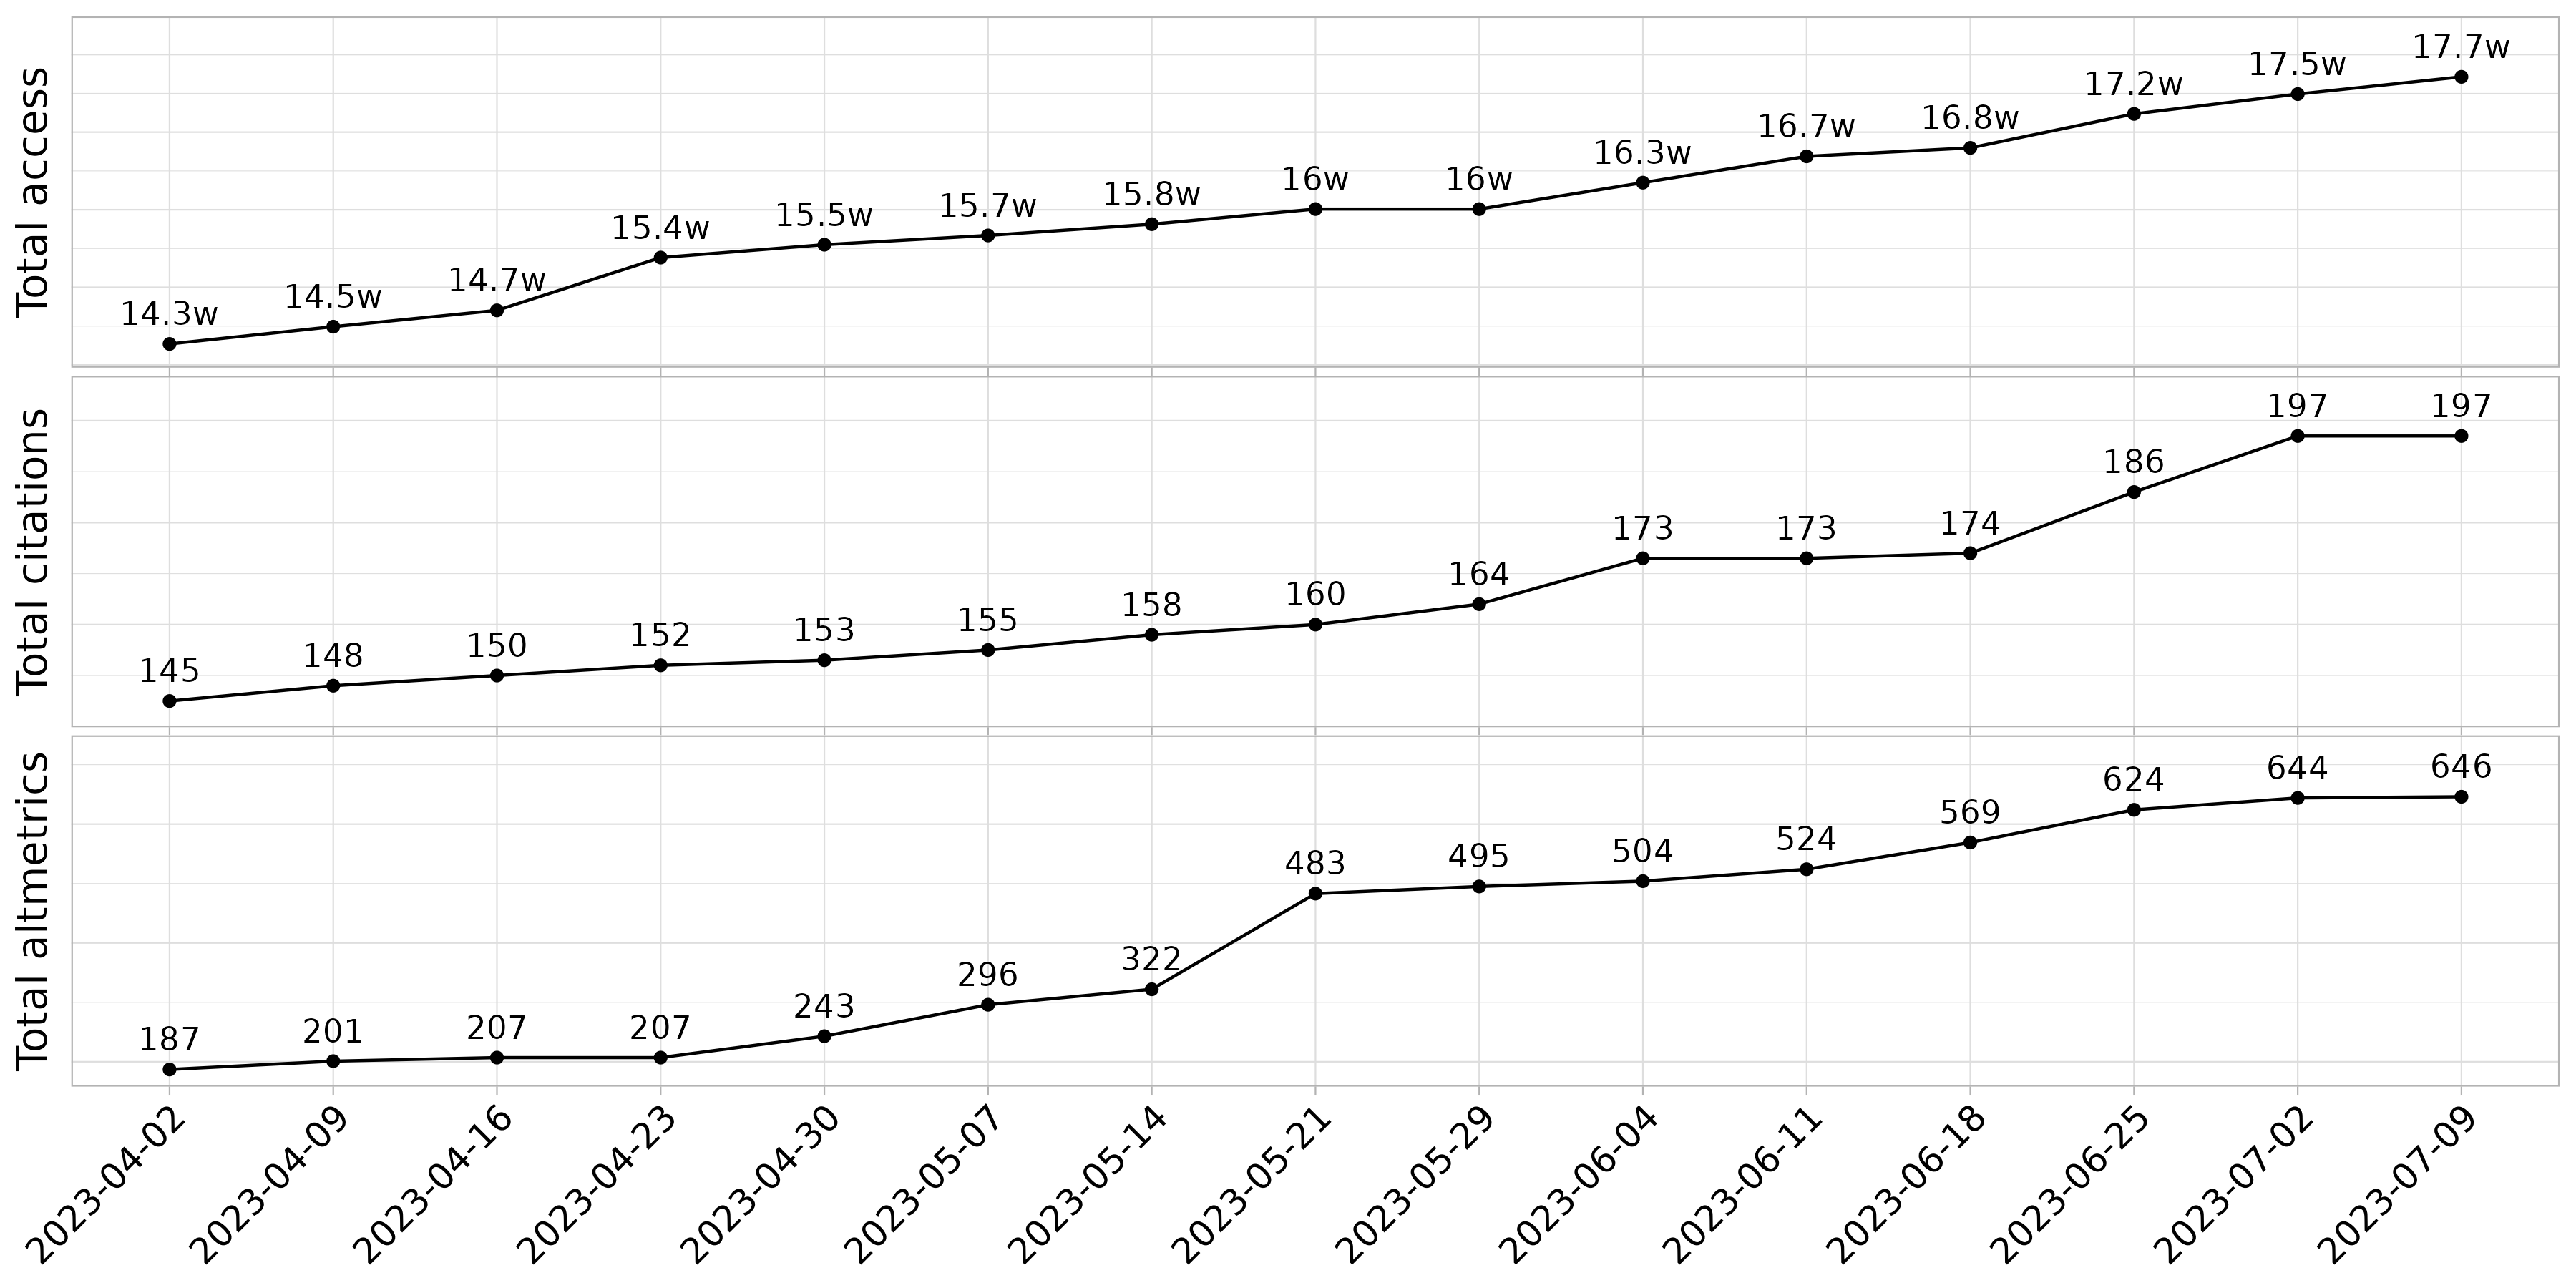 Total access
14.3w 14.5w 14.7w 15.4w 15.5w 15.7w 15.8w 16w 16w 16.3w 16.7w 16.8w 17.2w 17.5w 17.7w
Total citations
145 148 150 152 153 155 158 160 164 173 173 174 186 197 197
Total altmetrics
187 201 207 207 243 296 322 483 495 504 524 569 624 644 646
2023-04-02 2023-04-09 2023-04-16 2023-04-23 2023-04-30 2023-05-07 2023-05-14 2023-05-21 2023-05-29 2023-06-04 2023-06-11 2023-06-18 2023-06-25 2023-07-02 2023-07-09